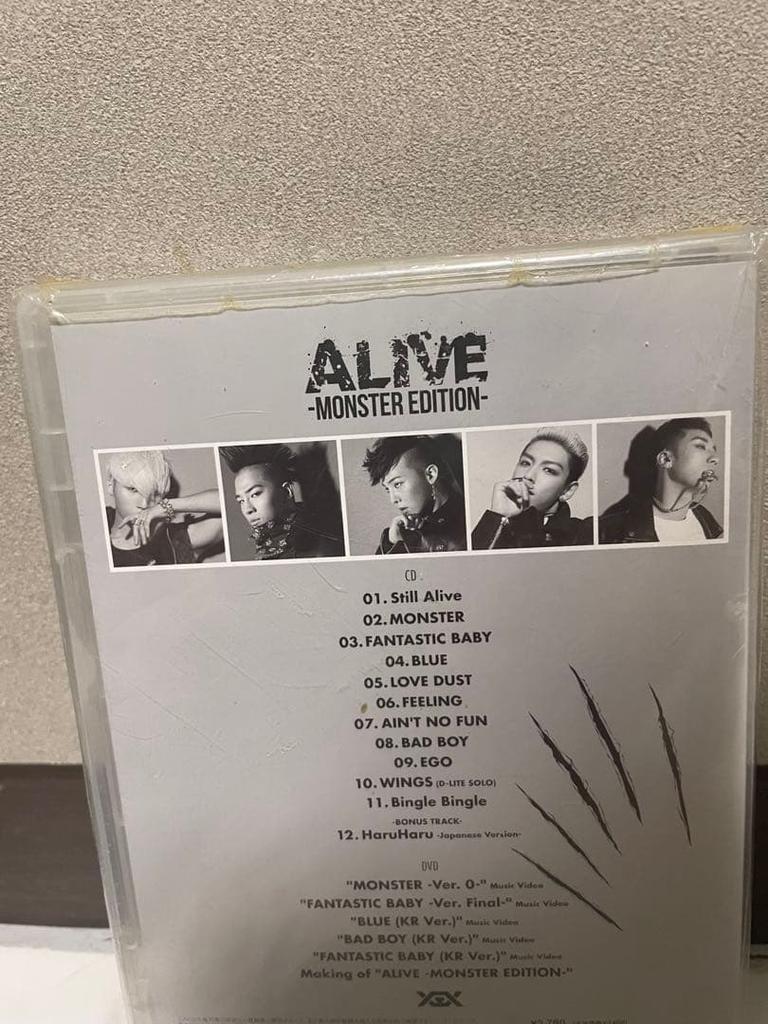 ALIVE
-MONSTER EDITION-
CD
01. Still Alive
02. MONSTER
03. FANTASTIC BABY
04. BLUE
05. LOVE DUST
06. FEELING
07. AIN'T NO FUN
08. BAD BOY
09. EGO
10. WINGS (D-LITE SOLO)
11. Bingle Bingle
-BONUS TRACK-
12. HaruHaru -Japanese Version-
DVD
"MONSTER -Ver. 0-" Music Video
"FANTASTIC BABY -Ver. Final-" Music Video
"BLUE (KR Ver.)" Music Video
"BAD BOY (KR Ver.)" Music Video
"FANTASTIC BABY (KR Ver.)" Music Video
Making of "ALIVE -MONSTER EDITION-"
YGEX